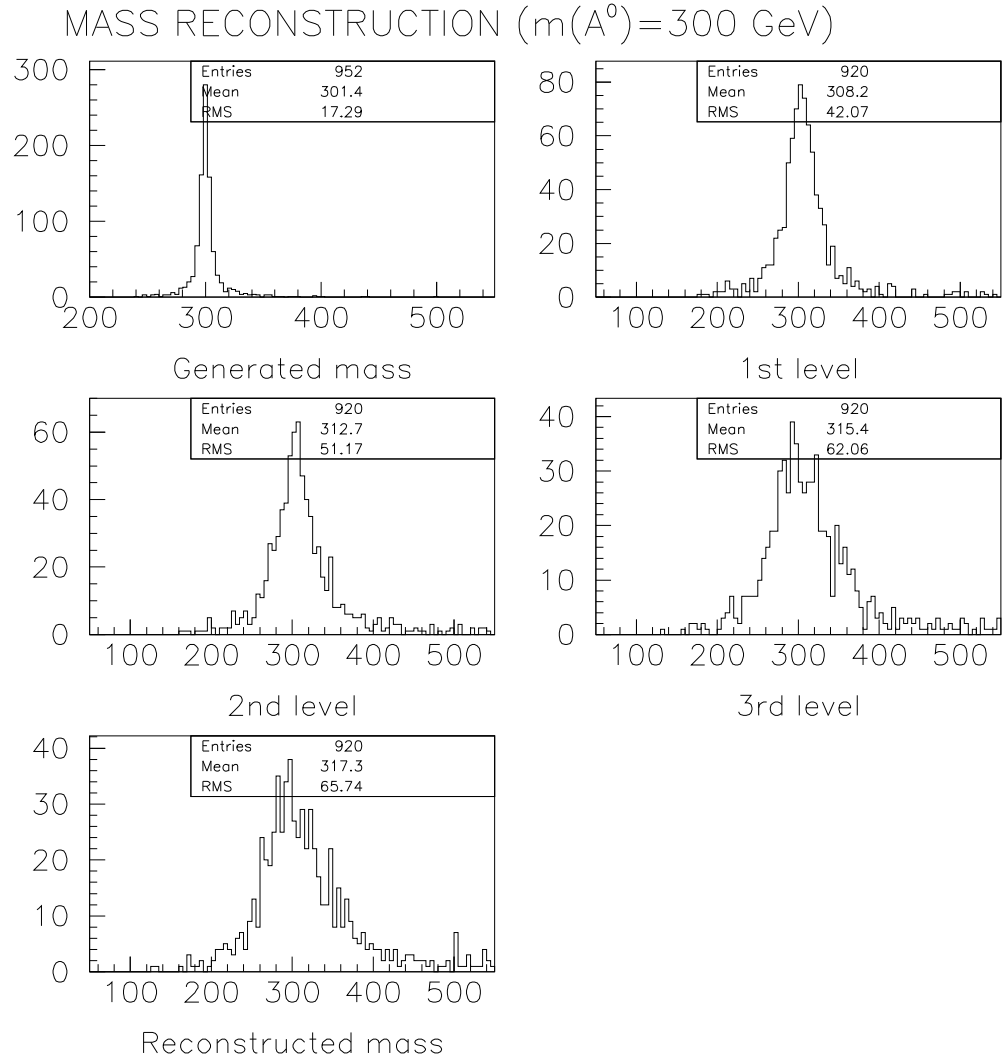 MASS RECONSTRUCTION (m(A⁰)=300 GeV)
300
200
100
0
Entries 952
Mean 301.4
RMS 17.29
200 300 400 500
Generated mass
80
60
40
20
0
Entries 920
Mean 308.2
RMS 42.07
100 200 300 400 500
1st level
60
40
20
0
Entries 920
Mean 312.7
RMS 51.17
100 200 300 400 500
2nd level
40
30
20
10
0
Entries 920
Mean 315.4
RMS 62.06
100 200 300 400 500
3rd level
40
30
20
10
0
Entries 920
Mean 317.3
RMS 65.74
100 200 300 400 500
Reconstructed mass